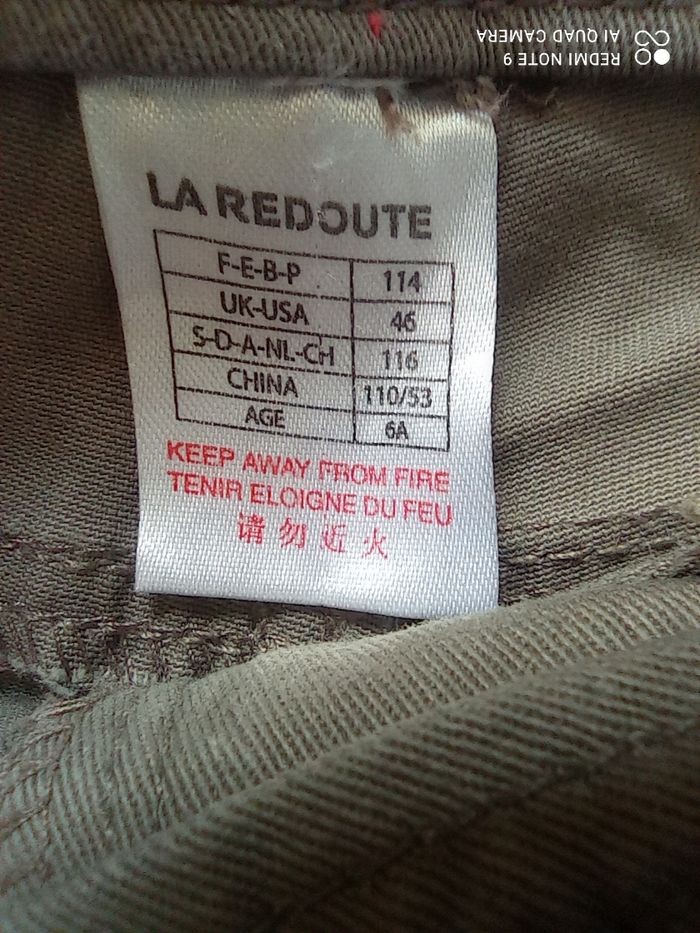 LA REDOUTE
F-E-B-P 114
UK-USA 46
S-D-A-NL-CH 116
CHINA 110/53
AGE 6A
KEEP AWAY FROM FIRE
TENIR ELOIGNE DU FEU
请勿近火
REDMI NOTE 9
AI QUAD CAMERA